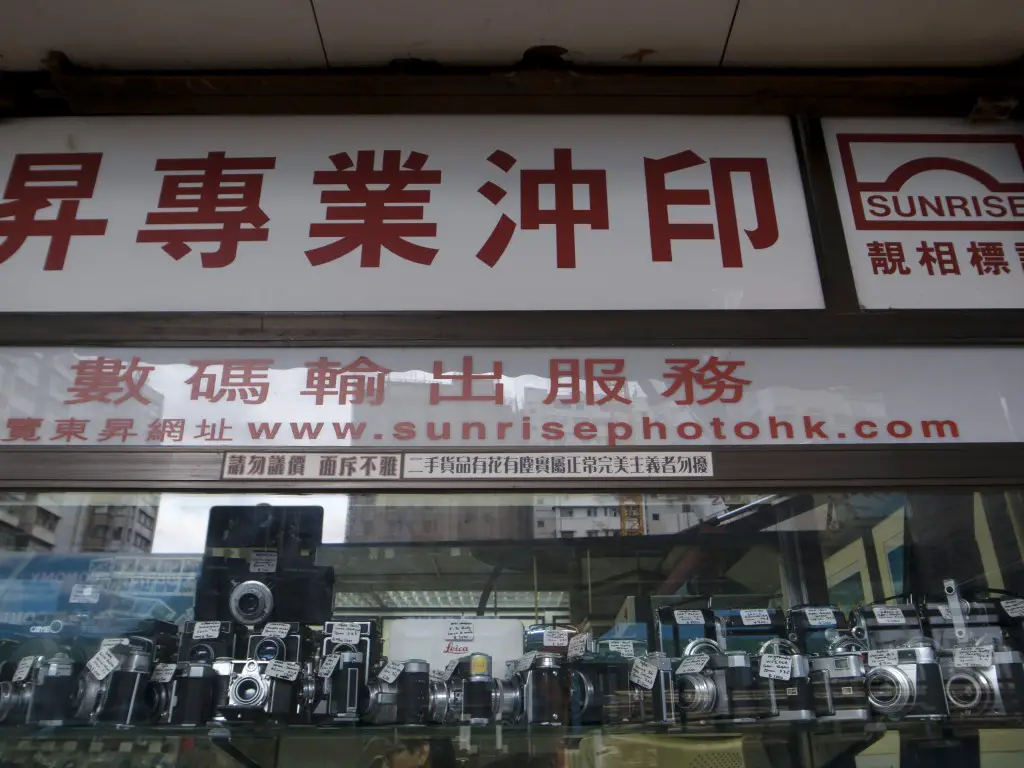 昇專業沖印
SUNRISE
靚相標
數碼輸出服務
覽東昇網址 www.sunrisephotohk.com
請勿議價 面斥不雅
二手貨品有花有塵實屬正常完美主義者勿擾
Leica